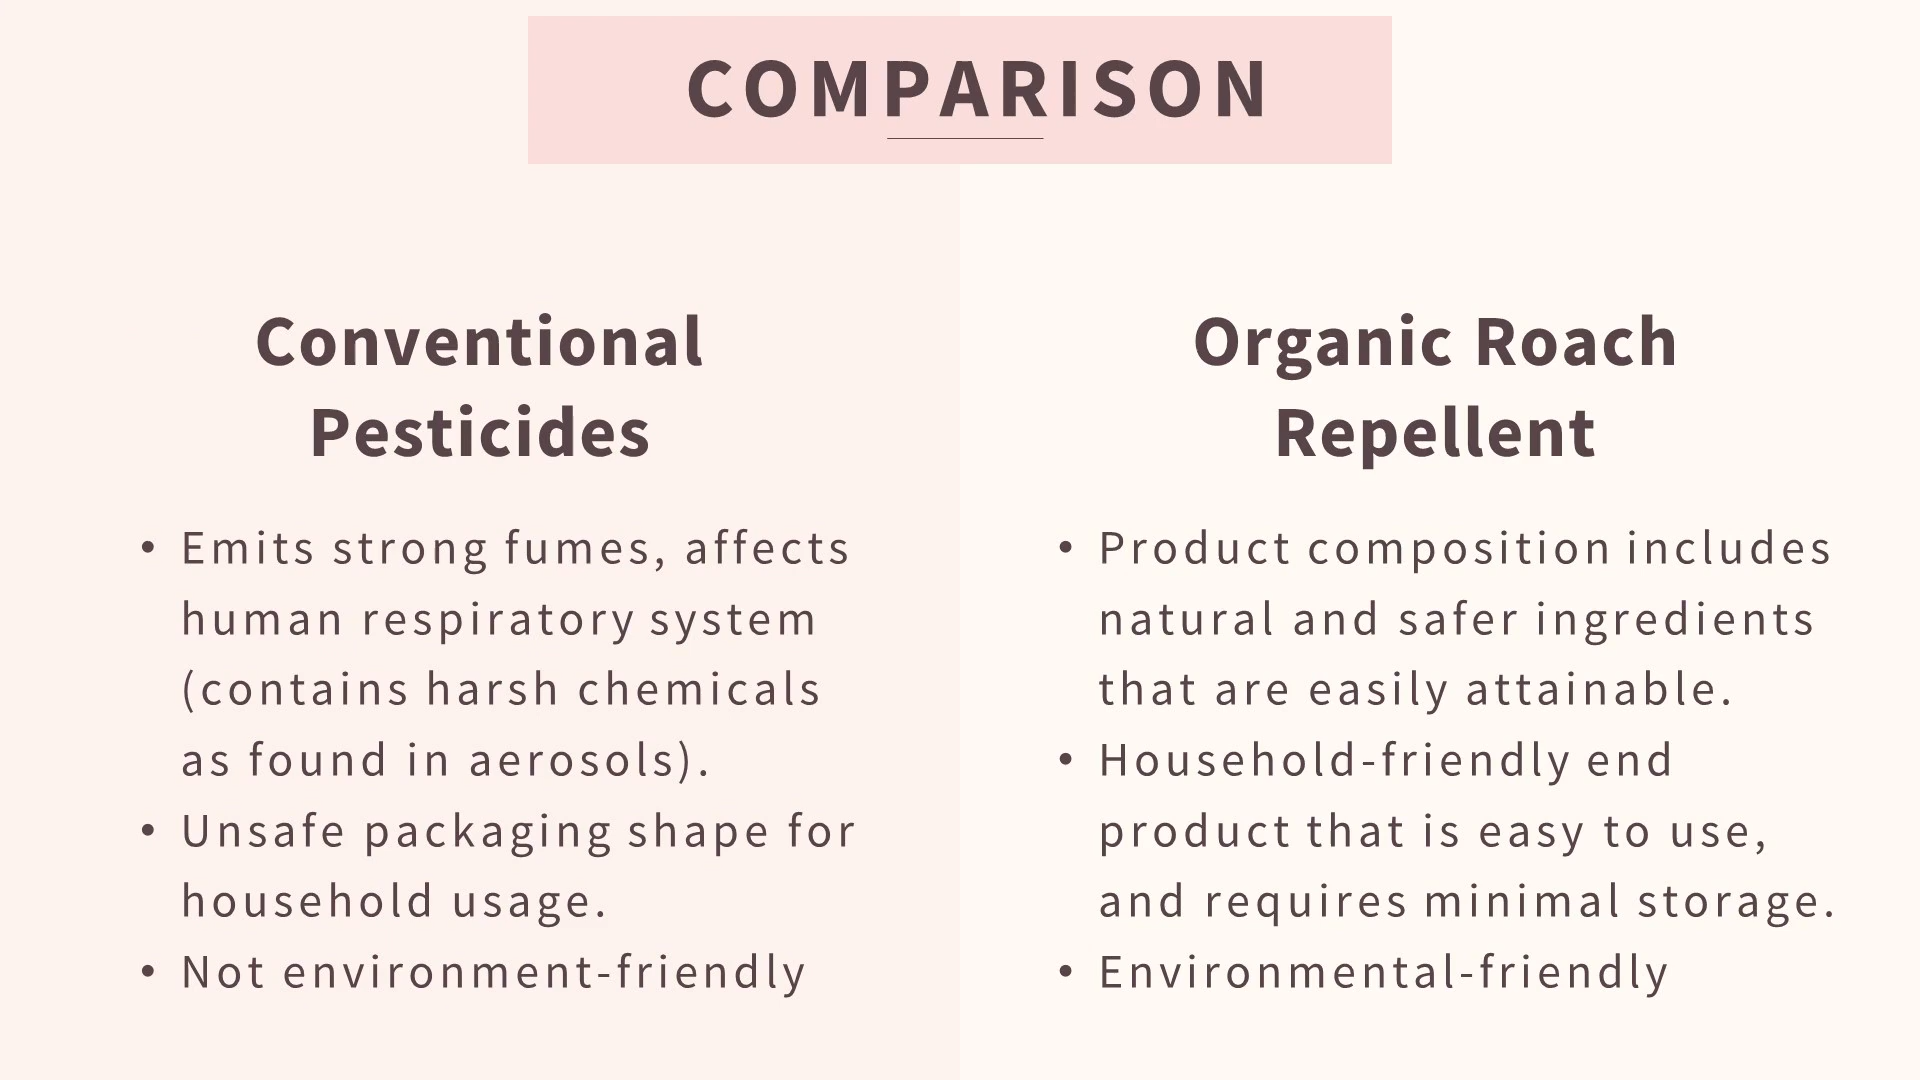 COMPARISON
Conventional
Pesticides
• Emits strong fumes, affects
human respiratory system
(contains harsh chemicals
as found in aerosols).
• Unsafe packaging shape for
household usage.
• Not environment-friendly
Organic Roach
Repellent
• Product composition includes
natural and safer ingredients
that are easily attainable.
• Household-friendly end
product that is easy to use,
and requires minimal storage.
• Environmental-friendly